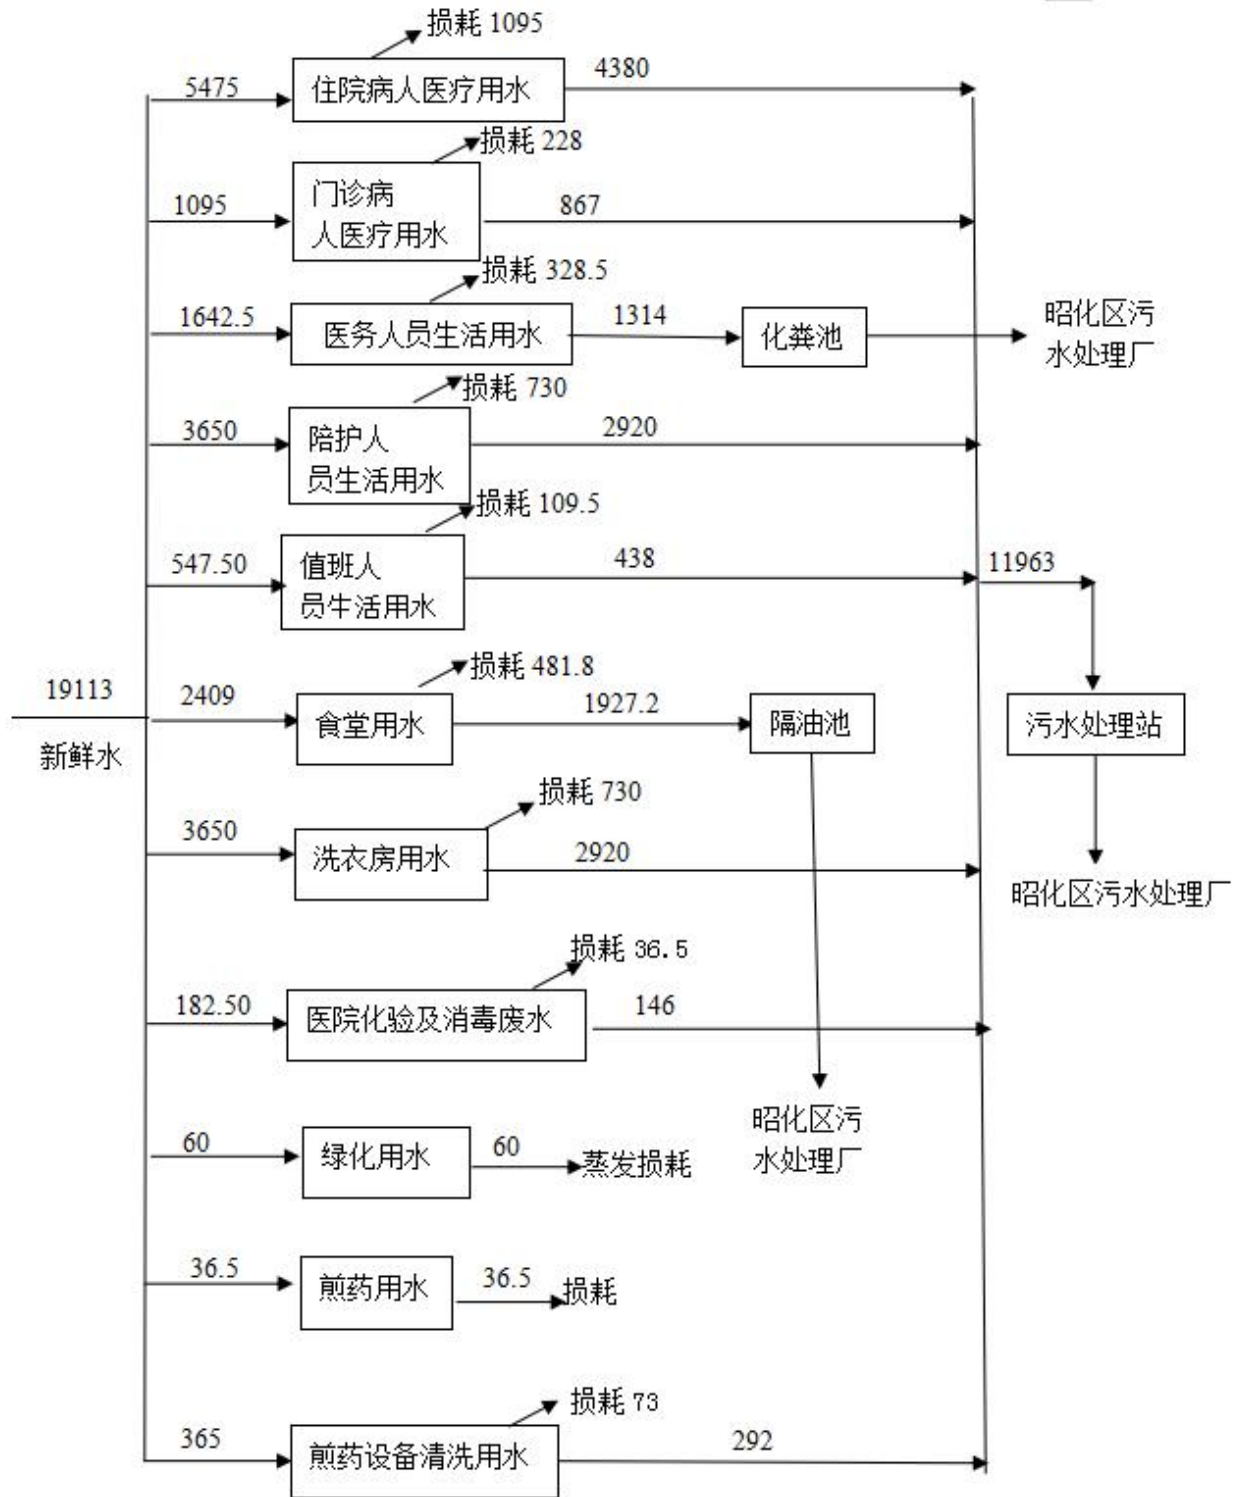 损耗 1095
5475
住院病人医疗用水
4380
损耗 228
1095
门诊病
人医疗用水
867
损耗 328.5
1642.5
医务人员生活用水
1314
化粪池
昭化区污
水处理厂
损耗 730
3650
陪护人
员生活用水
2920
损耗 109.5
547.50
值班人
员生活用水
438
11963
损耗 481.8
19113
新鲜水
2409
食堂用水
1927.2
隔油池
污水处理站
损耗 730
3650
洗衣房用水
2920
昭化区污水处理厂
损耗 36.5
182.50
医院化验及消毒废水
146
昭化区污
水处理厂
60
绿化用水
60
蒸发损耗
36.5
煎药用水
36.5
损耗
损耗 73
365
煎药设备清洗用水
292